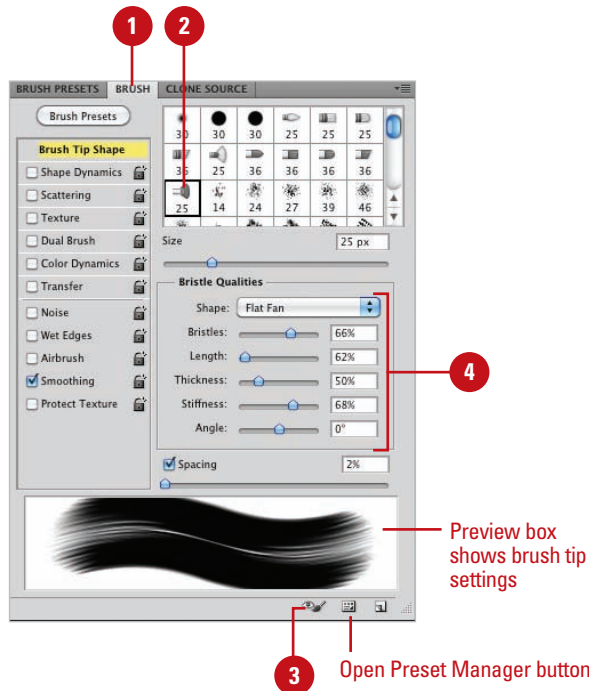 1 2
BRUSH PRESETS BRUSH CLONE SOURCE
Brush Presets
30 30 30 25 25 25
Brush Tip Shape
36 25 36 36 36 36
Shape Dynamics
Scattering
25 14 24 27 39 46
Texture
Dual Brush
Size 25 px
Color Dynamics
Transfer
Bristle Qualities
Noise
Shape: Flat Fan
Wet Edges
Bristles: 66%
Airbrush
Length: 62%
Smoothing
Thickness: 50%
4
Protect Texture
Stiffness: 68%
Angle: 0°
Spacing 2%
Preview box
shows brush tip
settings
3
Open Preset Manager button